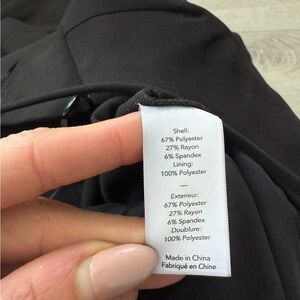 Shell:
67% Polyester
27% Rayon
6% Spandex
Lining:
100% Polyester
—
Exterieur:
67% Polyester
27% Rayon
6% Spandex
Doublure:
100% Polyester
Made in China
Fabriqué en Chine